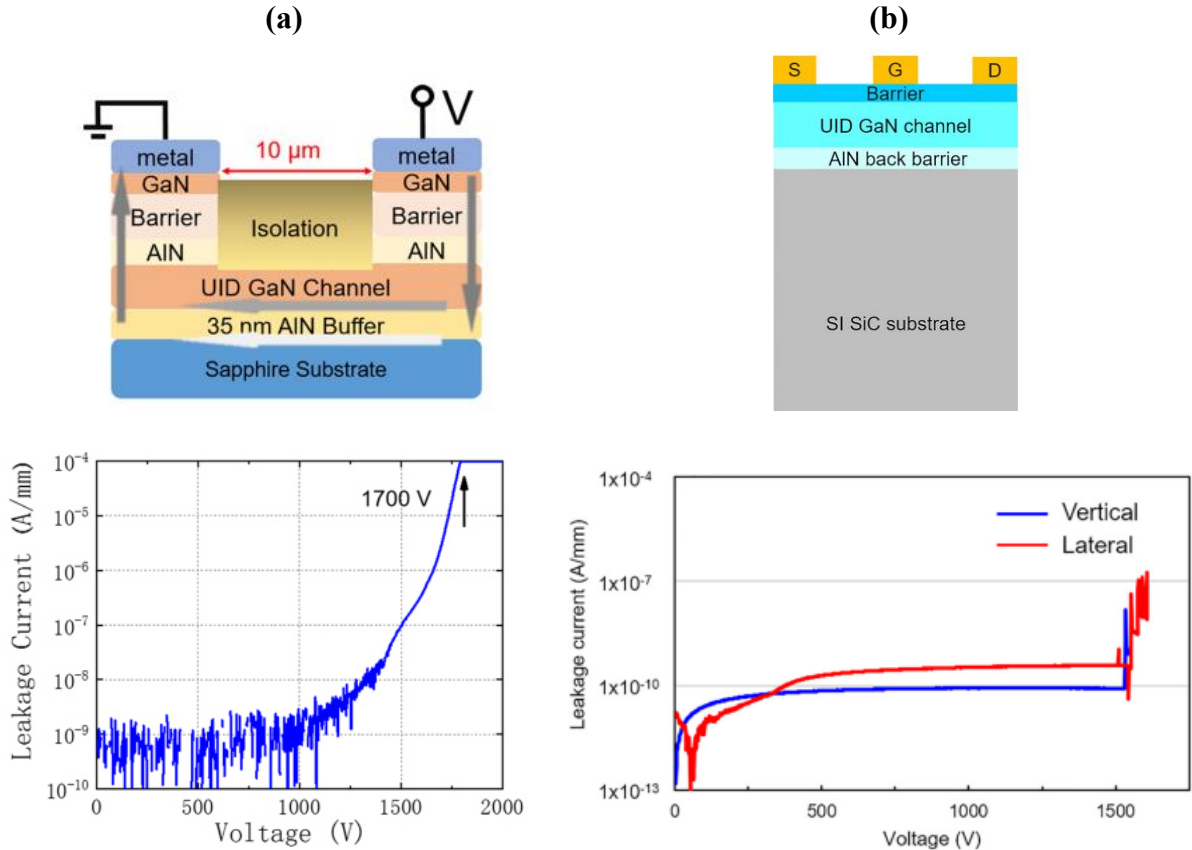 (a)
(b)
V
metal
10 μm
metal
GaN
GaN
Barrier
Isolation
Barrier
AlN
AlN
UID GaN Channel
35 nm AlN Buffer
Sapphire Substrate
S
G
D
Barrier
UID GaN channel
AlN back barrier
SI SiC substrate
Leakage Current (A/mm)
10⁻⁴
10⁻⁵
10⁻⁶
10⁻⁷
10⁻⁸
10⁻⁹
10⁻¹⁰
1700 V
0
500
1000
1500
2000
Voltage (V)
Leakage current (A/mm)
1x10⁻⁴
1x10⁻⁷
1x10⁻¹⁰
1x10⁻¹³
Vertical
Lateral
0
500
1000
1500
Voltage (V)